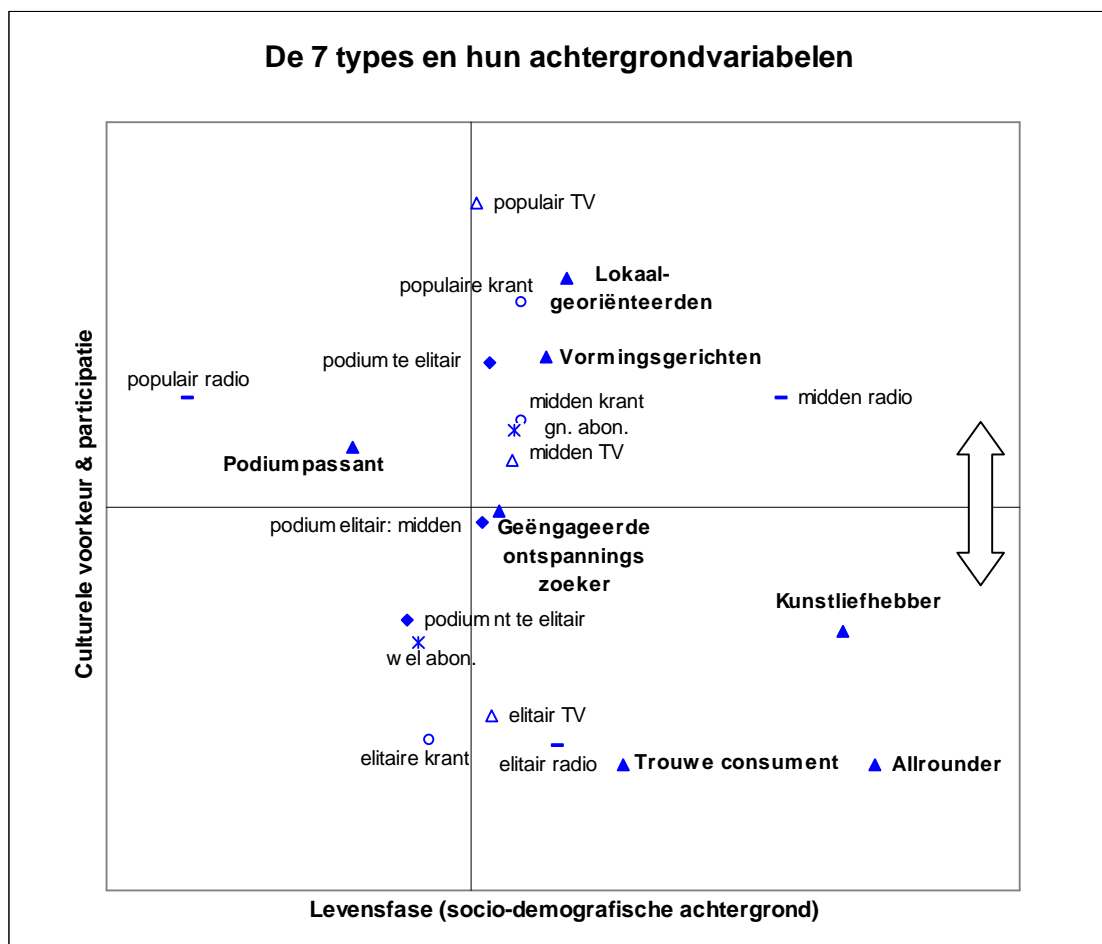 De 7 types en hun achtergrondvariabelen
populair TV
Lokaal-
georiënteerden
populaire krant
podium te elitair
Vormingsgerichten
populair radio
midden radio
midden krant
gn. abon.
midden TV
Podiumpassant
podium elitair: midden
Geëngageerde
ontspannings
zoeker
Kunstliefhebber
podium nt te elitair
wel abon.
elitair TV
elitaire krant
elitair radio
Trouwe consument
Allrounder
Culturele voorkeur & participatie
Levensfase (socio-demografische achtergrond)